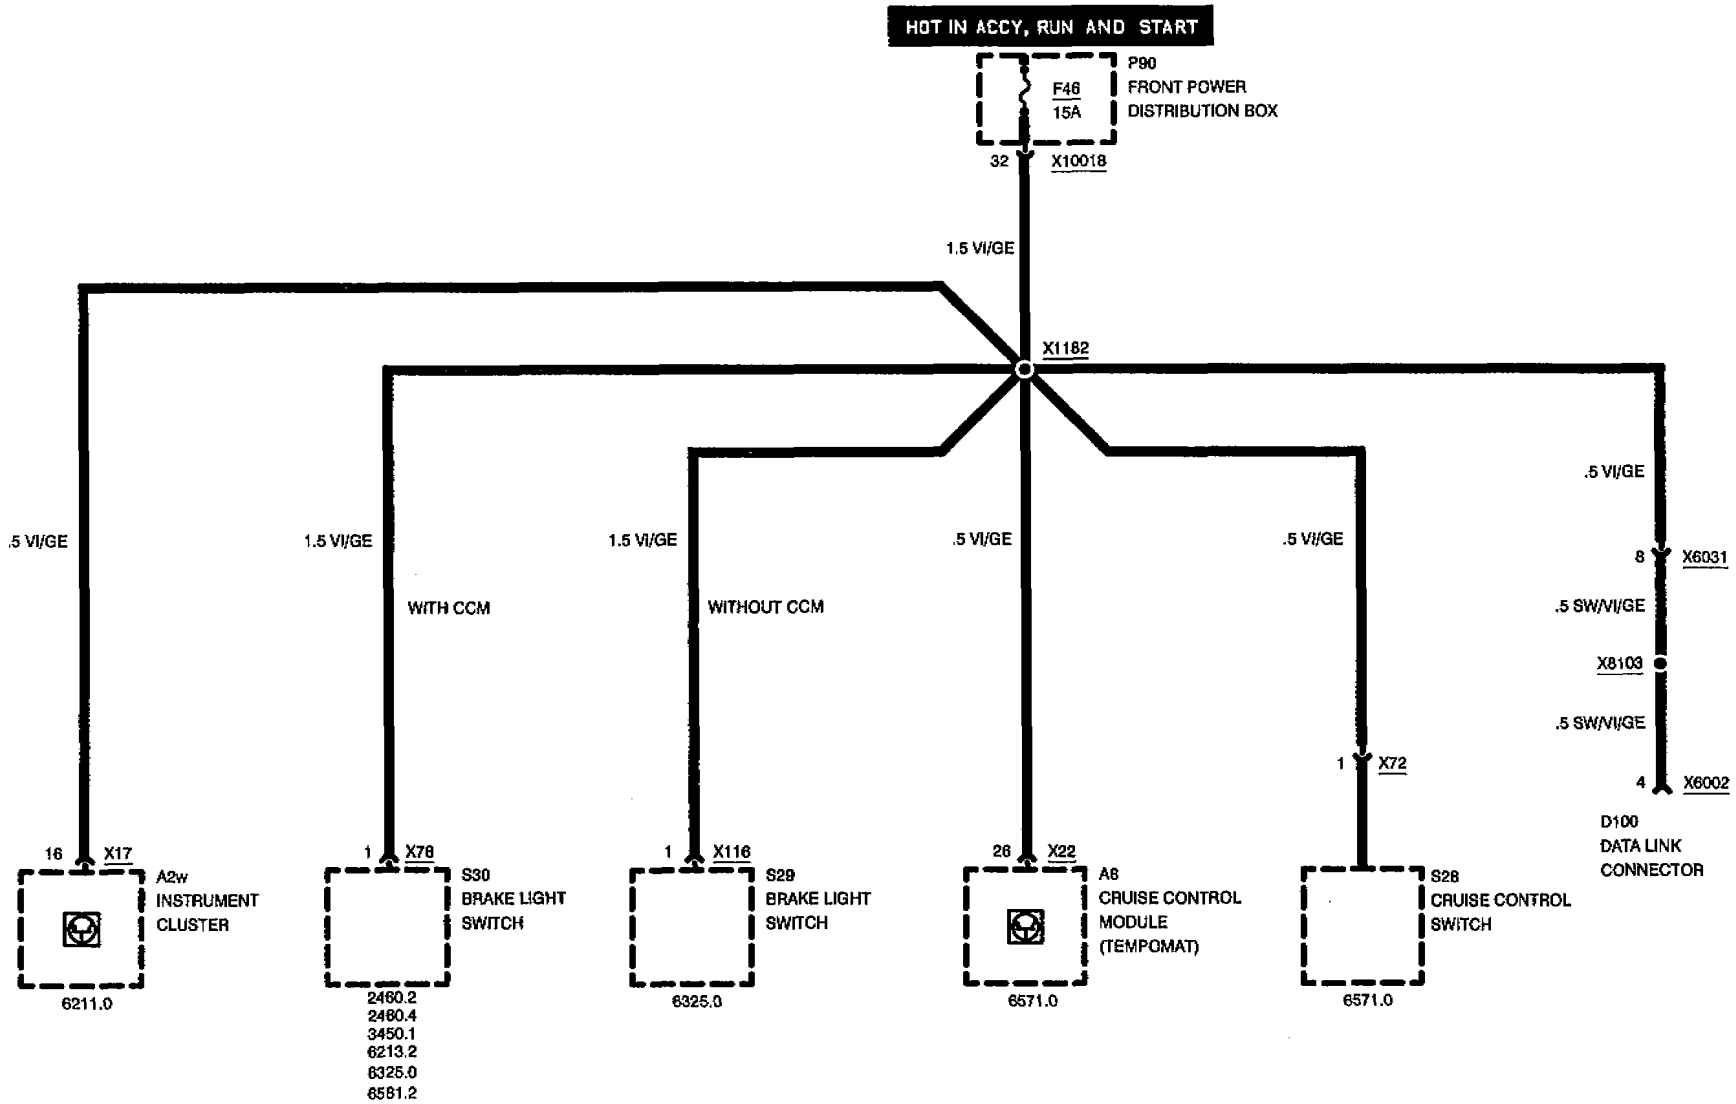 HOT IN ACCY, RUN AND START
P90
FRONT POWER
DISTRIBUTION BOX
F46
15A
32 X10018
1.5 VI/GE
X1182
.5 VI/GE
1.5 VI/GE
1.5 VI/GE
.5 VI/GE
.5 VI/GE
.5 VI/GE
8 X6031
WITH CCM
WITHOUT CCM
.5 SW/VI/GE
X8103
.5 SW/VI/GE
1 X72
4 X6002
D100
DATA LINK
CONNECTOR
16 X17
A2w
INSTRUMENT
CLUSTER
6211.0
1 X78
S30
BRAKE LIGHT
SWITCH
2460.2
2460.4
3450.1
6213.2
6325.0
6581.2
1 X116
S29
BRAKE LIGHT
SWITCH
6325.0
26 X22
A8
CRUISE CONTROL
MODULE
(TEMPOMAT)
6571.0
S28
CRUISE CONTROL
SWITCH
6571.0